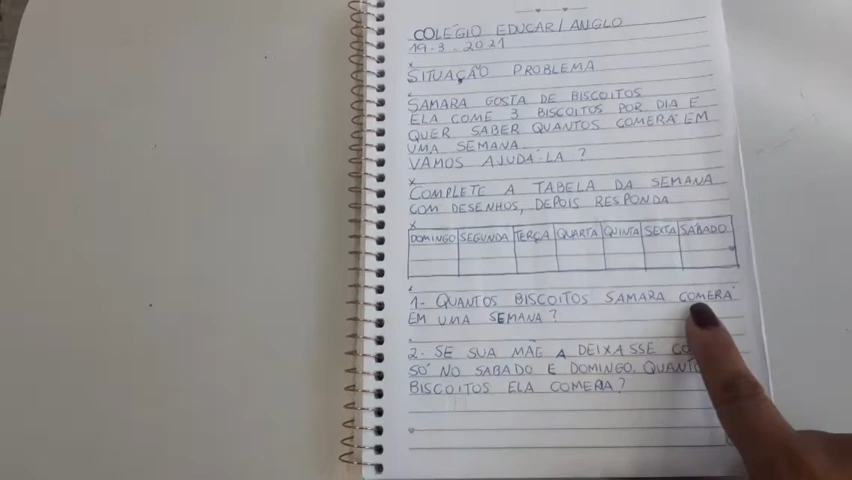 COLÉGIO EDUCAR/ANGLO
19-3-2021
SITUAÇÃO PROBLEMA
SAMARA GOSTA DE BISCOITOS
ELA COME 3 BISCOITOS POR DIA E
QUER SABER QUANTOS COMERÁ EM
UMA SEMANA.
VAMOS AJUDÁ-LA?
COMPLETE A TABELA DA SEMANA
COM DESENHOS, DEPOIS RESPONDA
DOMINGO SEGUNDA TERÇA QUARTA QUINTA SEXTA SÁBADO
1- QUANTOS BISCOITOS SAMARA COMERÁ
EM UMA SEMANA?
2- SE SUA MÃE A DEIXASSE
SÓ NO SABADO E DOMINGO. QUANTO
BISCOITOS ELA COMERIA?